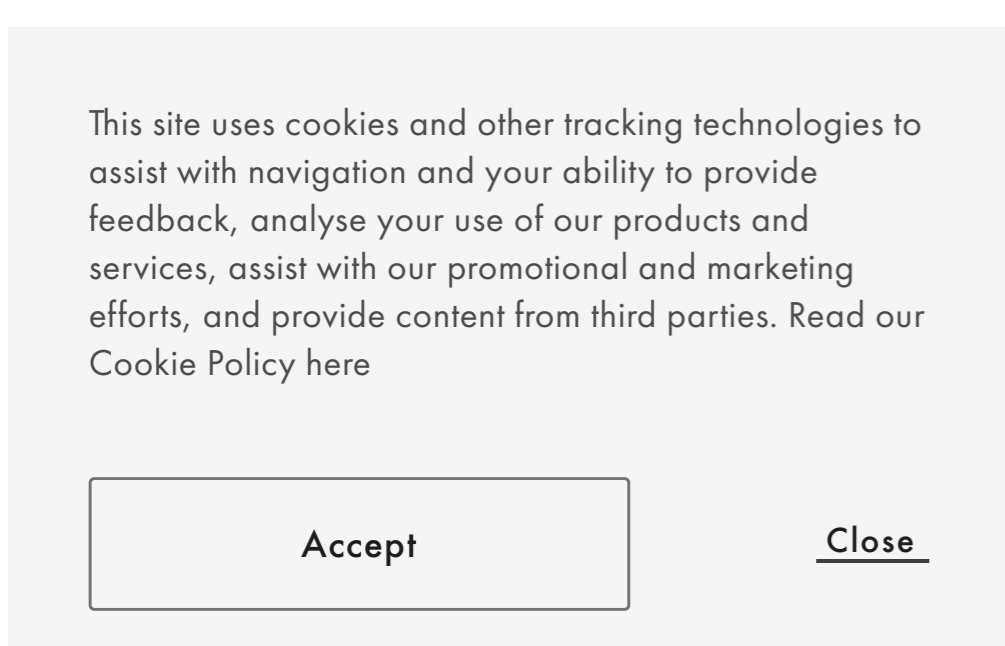 This site uses cookies and other tracking technologies to
assist with navigation and your ability to provide
feedback, analyse your use of our products and
services, assist with our promotional and marketing
efforts, and provide content from third parties. Read our
Cookie Policy here
Accept
Close